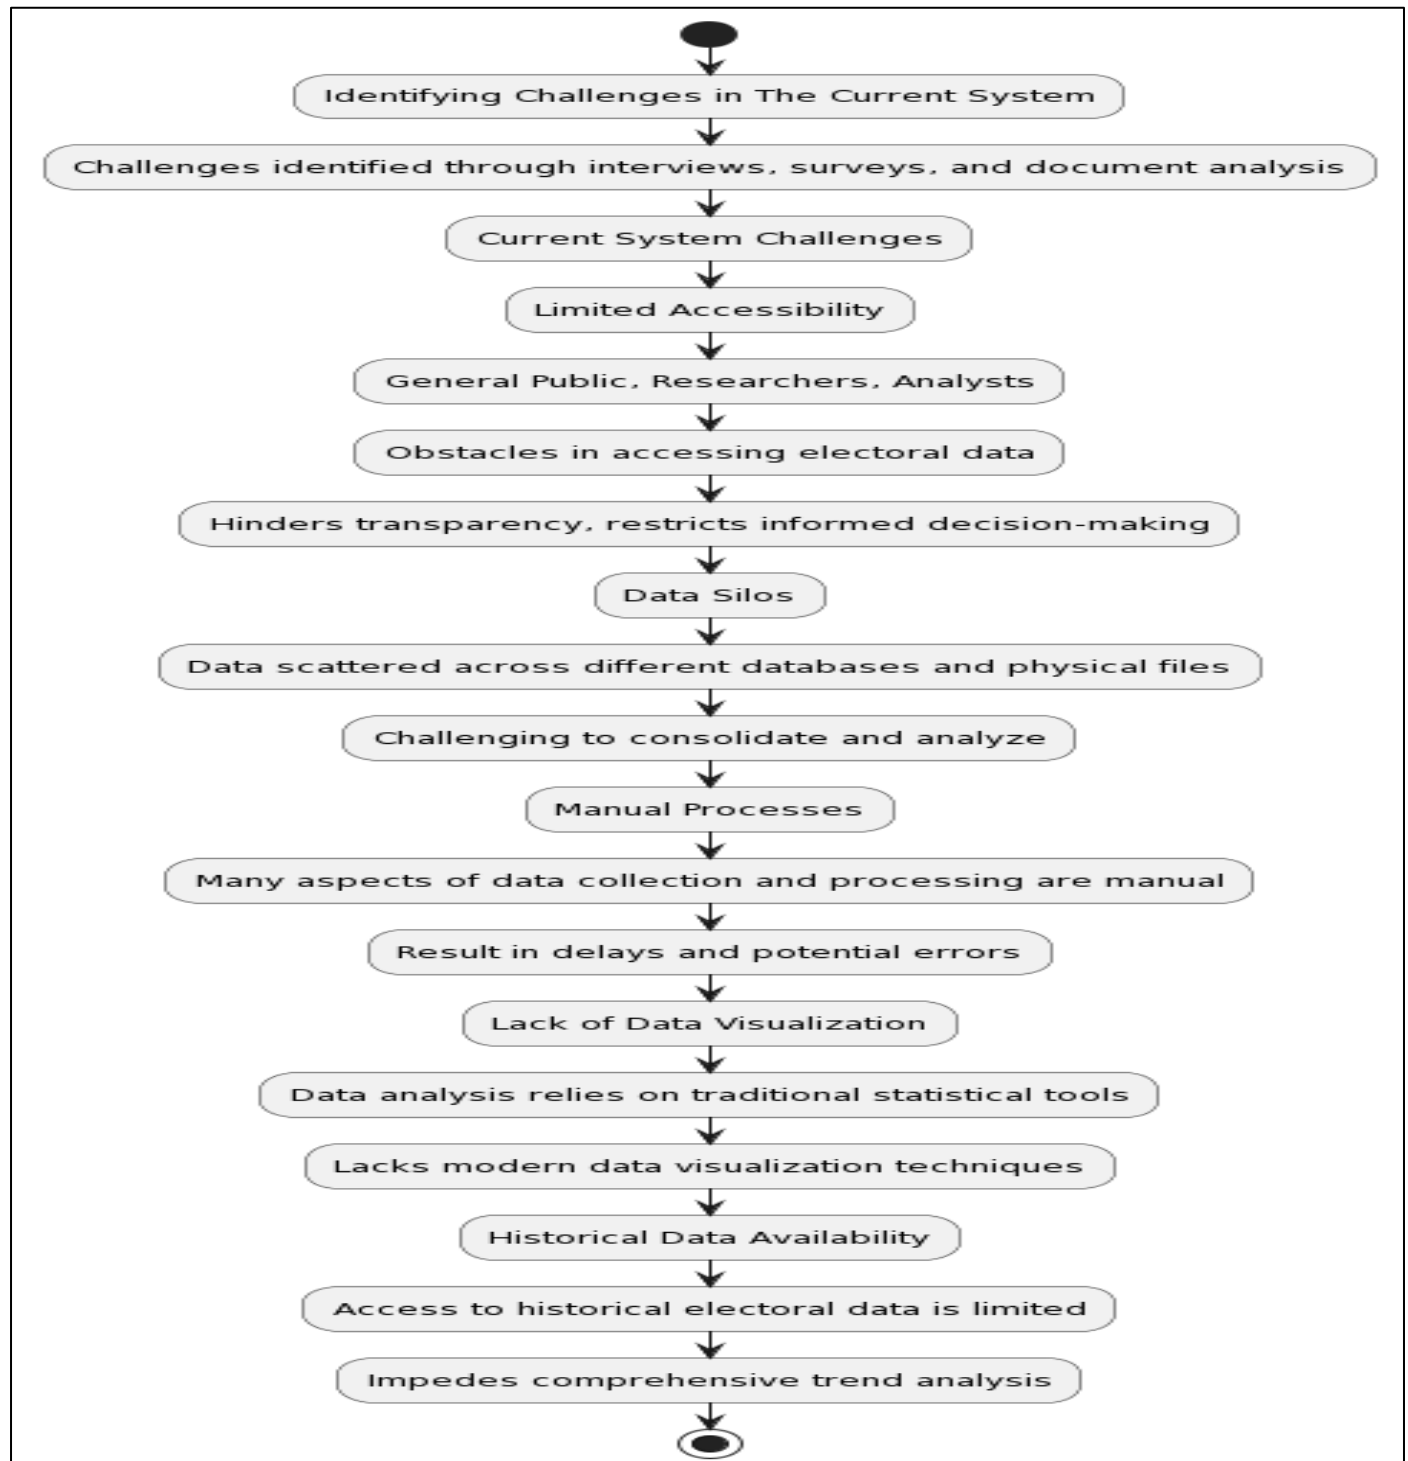 Identifying Challenges in The Current System
Challenges identified through interviews, surveys, and document analysis
Current System Challenges
Limited Accessibility
General Public, Researchers, Analysts
Obstacles in accessing electoral data
Hinders transparency, restricts informed decision-making
Data Silos
Data scattered across different databases and physical files
Challenging to consolidate and analyze
Manual Processes
Many aspects of data collection and processing are manual
Result in delays and potential errors
Lack of Data Visualization
Data analysis relies on traditional statistical tools
Lacks modern data visualization techniques
Historical Data Availability
Access to historical electoral data is limited
Impedes comprehensive trend analysis